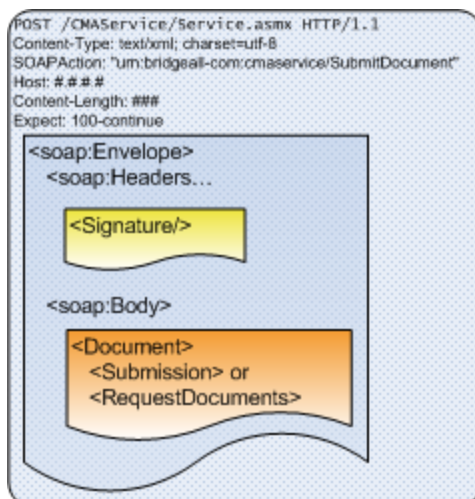 POST /CMAService/Service.asmx HTTP/1.1
Content-Type: text/xml; charset=utf-8
SOAPAction: "urn:bridgeall-com:cmaservice/SubmitDocument"
Host: #.#.#.#
Content-Length: ###
Expect: 100-continue
<soap:Envelope>
<soap:Headers...
<Signature/>
<soap:Body>
<Document>
<Submission> or
<RequestDocuments>